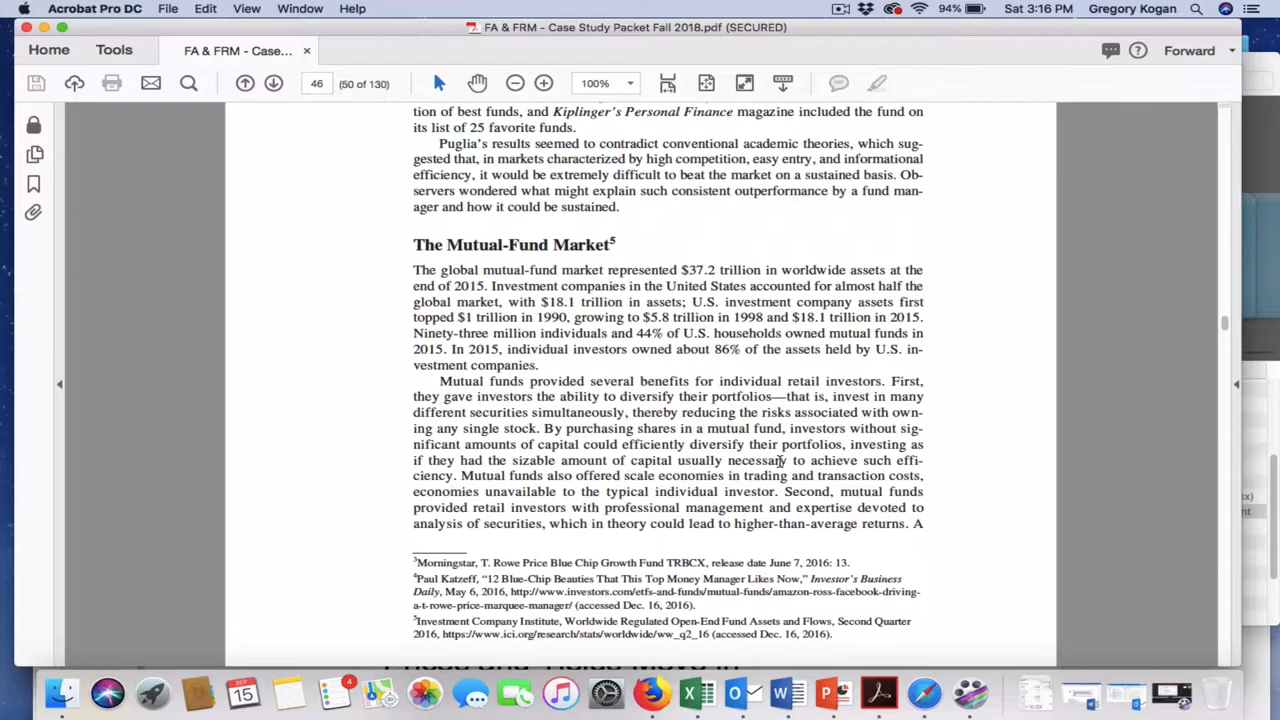 Acrobat Pro DC File Edit View Window Help 94% Sat 3:16 PM Gregory Kogan
FA & FRM - Case Study Packet Fall 2018.pdf (SECURED)
Home Tools FA & FRM - Case... × Forward
46 (50 of 130) 100%
tion of best funds, and Kiplinger's Personal Finance magazine included the fund on
its list of 25 favorite funds.
Puglia's results seemed to contradict conventional academic theories, which sug-
gested that, in markets characterized by high competition, easy entry, and informational
efficiency, it would be extremely difficult to beat the market on a sustained basis. Ob-
servers wondered what might explain such consistent outperformance by a fund man-
ager and how it could be sustained.
The Mutual-Fund Market5
The global mutual-fund market represented $37.2 trillion in worldwide assets at the
end of 2015. Investment companies in the United States accounted for almost half the
global market, with $18.1 trillion in assets; U.S. investment company assets first
topped $1 trillion in 1990, growing to $5.8 trillion in 1998 and $18.1 trillion in 2015.
Ninety-three million individuals and 44% of U.S. households owned mutual funds in
2015. In 2015, individual investors owned about 86% of the assets held by U.S. in-
vestment companies.
Mutual funds provided several benefits for individual retail investors. First,
they gave investors the ability to diversify their portfolios—that is, invest in many
different securities simultaneously, thereby reducing the risks associated with own-
ing any single stock. By purchasing shares in a mutual fund, investors without sig-
nificant amounts of capital could efficiently diversify their portfolios, investing as
if they had the sizable amount of capital usually necessary to achieve such effi-
ciency. Mutual funds also offered scale economies in trading and transaction costs,
economies unavailable to the typical individual investor. Second, mutual funds
provided retail investors with professional management and expertise devoted to
analysis of securities, which in theory could lead to higher-than-average returns. A
3Morningstar, T. Rowe Price Blue Chip Growth Fund TRBCX, release date June 7, 2016: 13.
4Paul Katzeff, "12 Blue-Chip Beauties That This Top Money Manager Likes Now," Investor's Business
Daily, May 6, 2016, http://www.investors.com/etfs-and-funds/mutual-funds/amazon-ross-facebook-driving-
a-t-rowe-price-marquee-manager/ (accessed Dec. 16, 2016).
5Investment Company Institute, Worldwide Regulated Open-End Fund Assets and Flows, Second Quarter
2016, https://www.ici.org/research/stats/worldwide/ww_q2_16 (accessed Dec. 16, 2016).
SEP
15
4